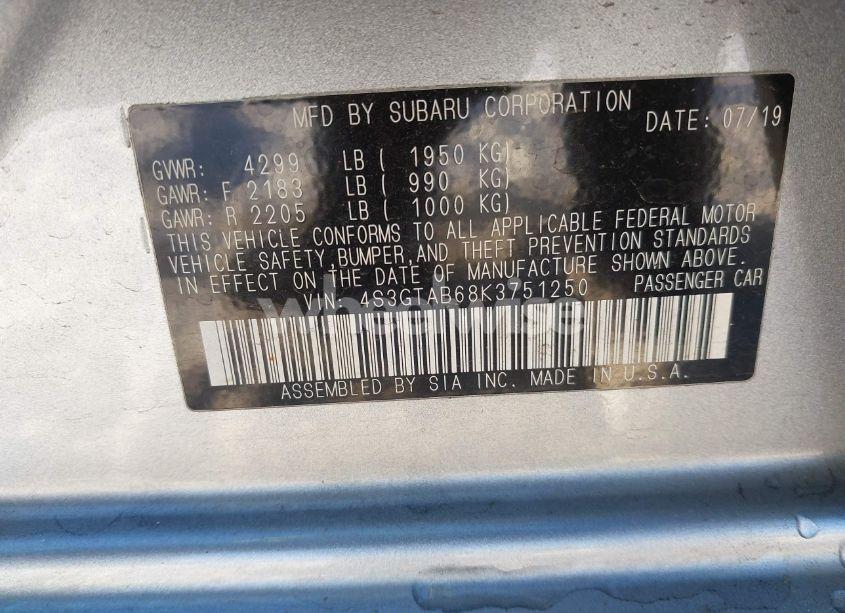 MFD BY SUBARU CORPORATION DATE: 07/19
GVWR: 4299 LB ( 1950 KG)
GAWR: F 2183 LB ( 990 KG)
GAWR: R 2205 LB ( 1000 KG)
THIS VEHICLE CONFORMS TO ALL APPLICABLE FEDERAL MOTOR
VEHICLE SAFETY,BUMPER,AND THEFT PREVENTION STANDARDS
IN EFFECT ON THE DATE OF MANUFACTURE SHOWN ABOVE.
VIN: 4S3GTAB68K3751250 PASSENGER CAR
wheelwise
ASSEMBLED BY SIA INC. MADE IN U.S.A.